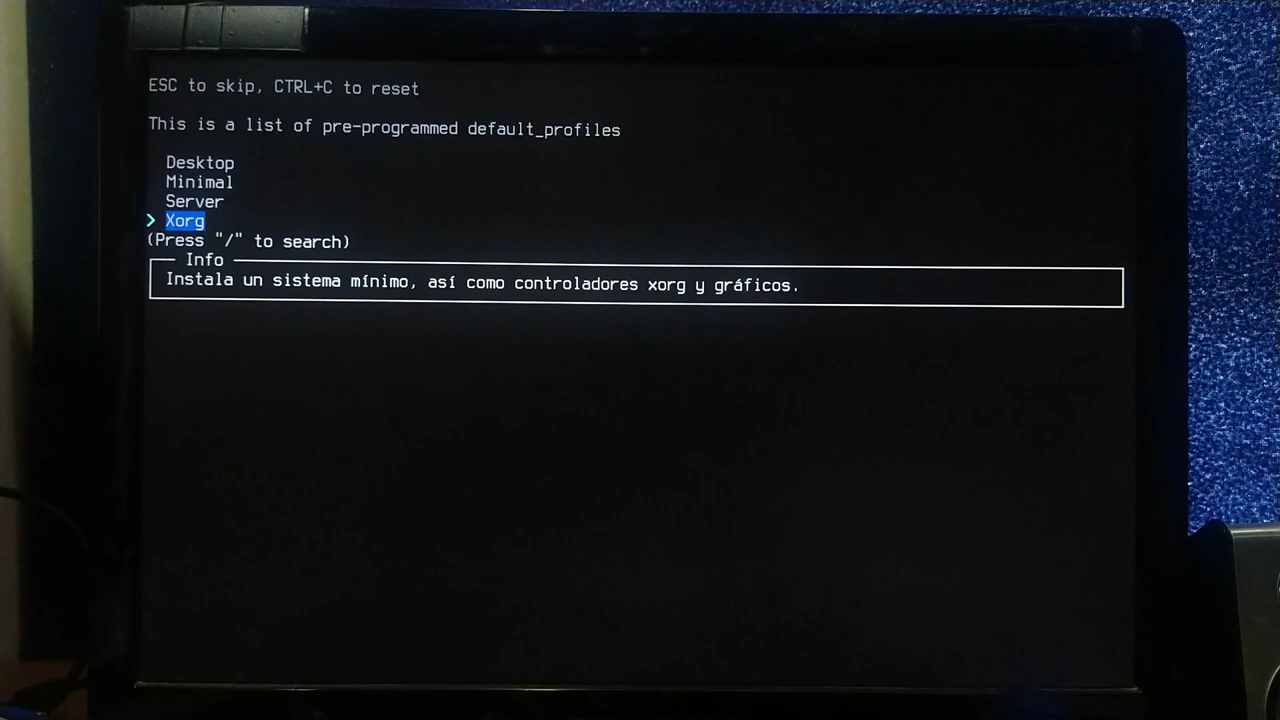 ESC to skip, CTRL+C to reset
This is a list of pre-programmed default_profiles
Desktop
Minimal
Server
> Xorg
(Press "/" to search)
Info
Instala un sistema mínimo, así como controladores xorg y gráficos.